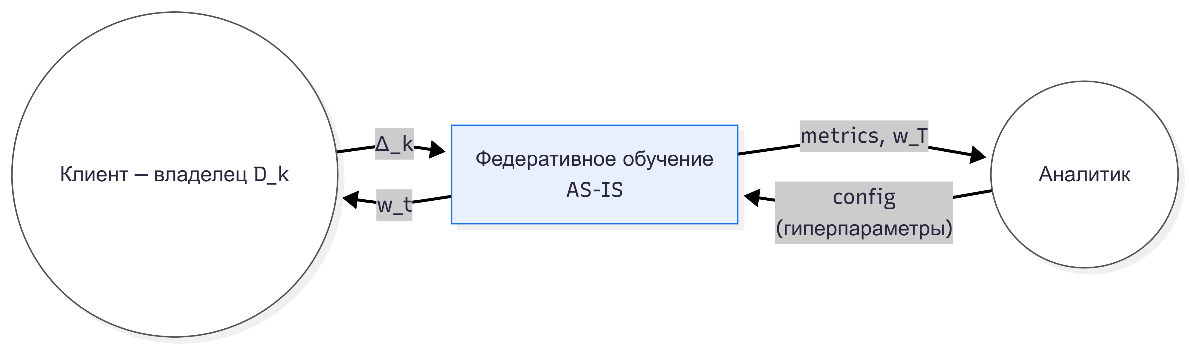 Клиент – владелец D_k
Δ_k
w_t
Федеративное обучение
AS-IS
metrics, w_T
config
(гиперпараметры)
Аналитик